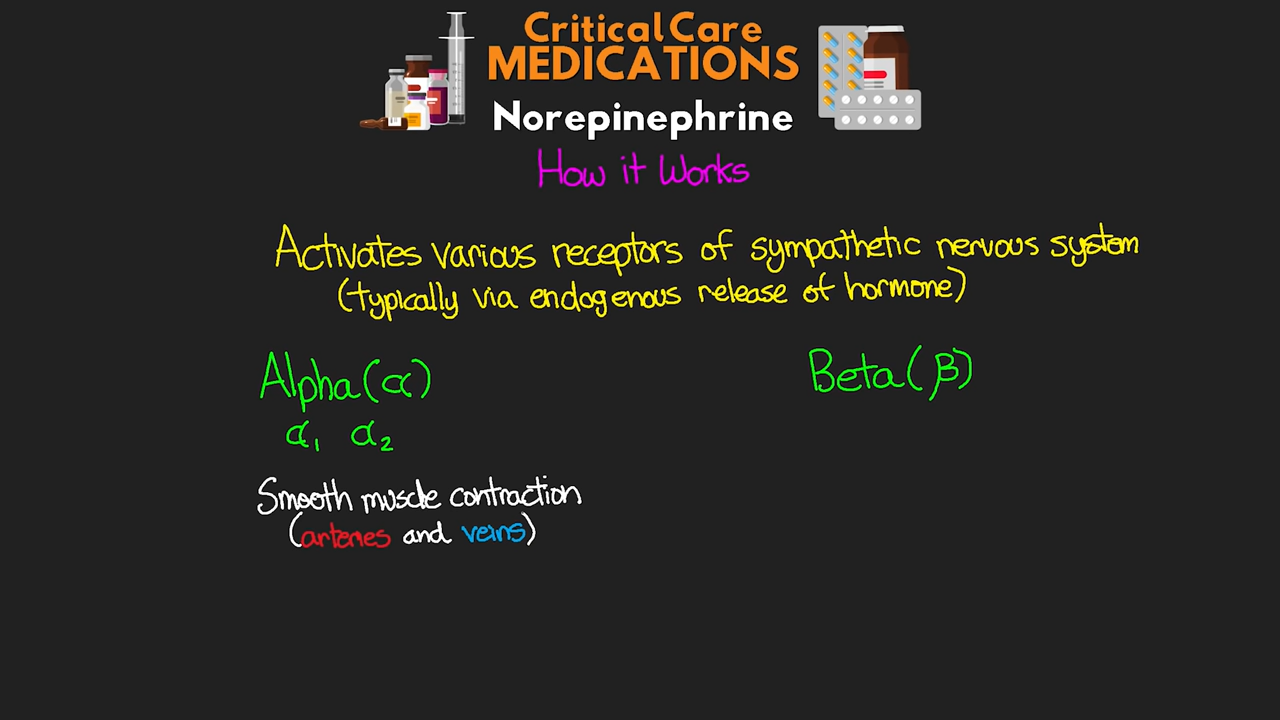 Critical Care
MEDICATIONS
Norepinephrine
How it Works
Activates various receptors of sympathetic nervous system
(typically via endogenous release of hormone)
Alpha (α)
α₁ α₂
Smooth muscle contraction
(arteries and veins)
Beta (β)